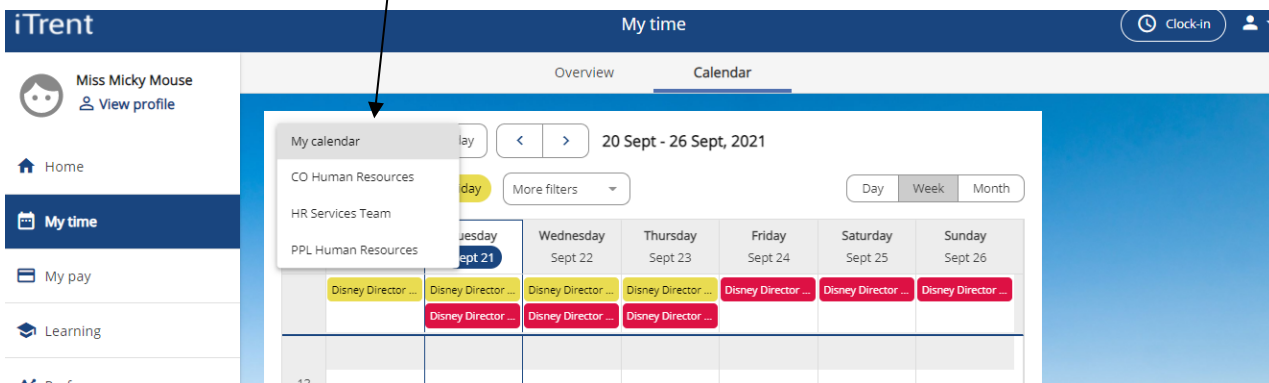 iTrent
My time
Clock-in
Miss Micky Mouse
View profile
Overview Calendar
My calendar
20 Sept - 26 Sept, 2021
Home
CO Human Resources
More filters
Day Week Month
My time
HR Services Team
Wednesday Thursday Friday Saturday Sunday
PPL Human Resources
Sept 21 Sept 22 Sept 23 Sept 24 Sept 25 Sept 26
My pay
Disney Director ... Disney Director ... Disney Director ... Disney Director ... Disney Director ... Disney Director ... Disney Director ...
Disney Director ... Disney Director ... Disney Director ...
Learning